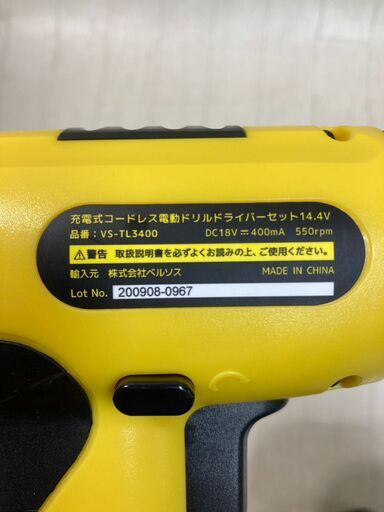 充電式コードレス電動ドリルドライバーセット14.4V
品番：VS-TL3400 DC18V⎓400mA 550rpm
⚠警告 取扱説明書を必ずよくお読みの上、ご使用ください。
輸入元 株式会社ベルソス MADE IN CHINA
Lot No. 200908-0967